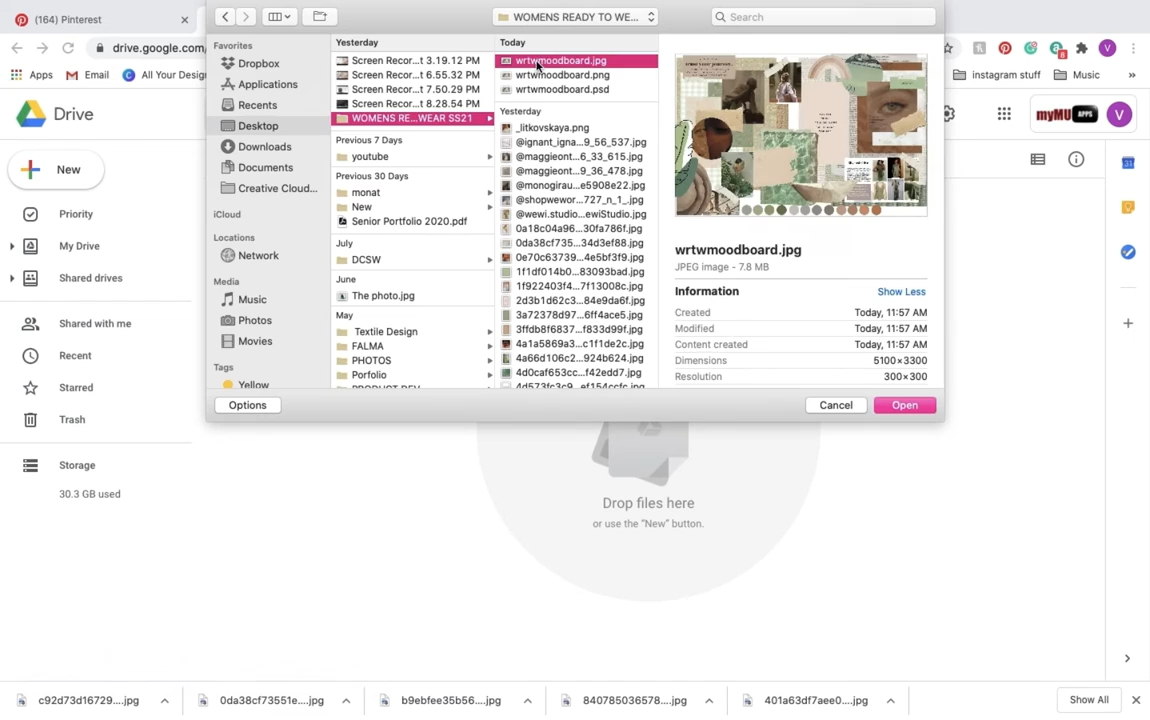 (164) Pinterest
drive.google.com/
Apps
Email
All Your Desig
instagram stuff
Music
»
WOMENS READY TO WE...
Search
Drive
New
Priority
My Drive
Shared drives
Shared with me
Recent
Starred
Trash
Storage
30.3 GB used
Favorites
Dropbox
Applications
Recents
Desktop
Downloads
Documents
Creative Cloud...
iCloud
Locations
Network
Media
Music
Photos
Movies
Tags
Yellow
Yesterday
Screen Recor...t 3.19.12 PM
Screen Recor...t 6.55.32 PM
Screen Recor...t 7.50.29 PM
Screen Recor...t 8.28.54 PM
WOMENS RE...WEAR SS21
Previous 7 Days
youtube
Previous 30 Days
monat
New
Senior Portfolio 2020.pdf
July
DCSW
June
The photo.jpg
May
Textile Design
FALMA
PHOTOS
Porfolio
PRODUCT DEV
Today
wrtwmoodboard.jpg
wrtwmoodboard.png
wrtwmoodboard.psd
Yesterday
_litkovskaya.png
@ignant_igna...9_56_537.jpg
@maggieont...6_33_615.jpg
@maggieont...9_36_478.jpg
@monogirau...e5908e22.jpg
@shopwewor...727_n_1_.jpg
@wewi.studio...ewiStudio.jpg
0a18c04a96...30fa786f.jpg
0da38cf735...34d3ef88.jpg
0e70c63739...4e5bf3f9.jpg
1f1df014b0...83093bad.jpg
1f922403f4...7f13008c.jpg
2d3b1d62c3...84e9da6f.jpg
3a72378d97...6ff4ace5.jpg
3ffdb8f6837...f833d99f.jpg
4a1a5869a3...c1f1de2c.jpg
4a66d106c2...924b624.jpg
4d0caf653cc...f42edd7.jpg
4d573fc3c9...ef154ccfc.jpg
wrtwmoodboard.jpg
JPEG image - 7.8 MB
Information
Show Less
Created Today, 11:57 AM
Modified Today, 11:57 AM
Content created Today, 11:57 AM
Dimensions 5100×3300
Resolution 300×300
Options
Cancel
Open
myMU APPS
V
V
8
31
Drop files here
or use the "New" button.
c92d73d16729....jpg
0da38cf73551e....jpg
b9ebfee35b56....jpg
840785036578....jpg
401a63df7aee0....jpg
Show All